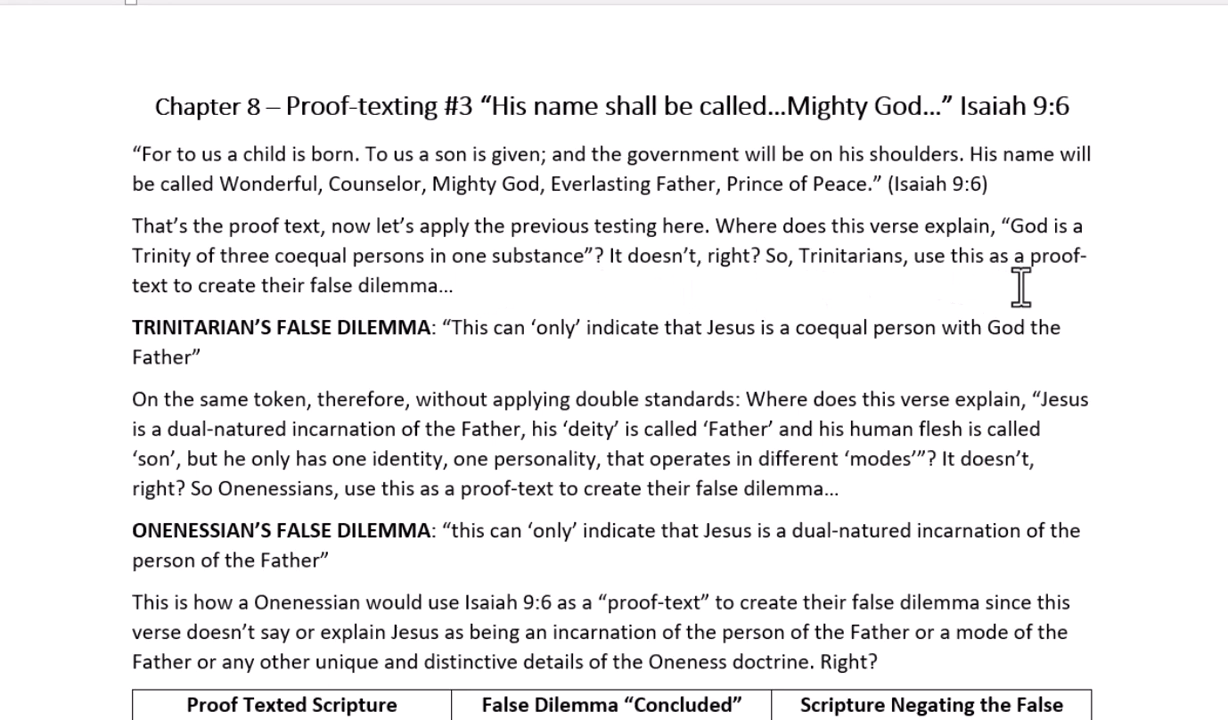 Chapter 8 – Proof-texting #3 “His name shall be called...Mighty God...” Isaiah 9:6
“For to us a child is born. To us a son is given; and the government will be on his shoulders. His name will
be called Wonderful, Counselor, Mighty God, Everlasting Father, Prince of Peace.” (Isaiah 9:6)
That’s the proof text, now let’s apply the previous testing here. Where does this verse explain, “God is a
Trinity of three coequal persons in one substance”? It doesn’t, right? So, Trinitarians, use this as a proof-
text to create their false dilemma...
TRINITARIAN’S FALSE DILEMMA: “This can ‘only’ indicate that Jesus is a coequal person with God the
Father”
On the same token, therefore, without applying double standards: Where does this verse explain, “Jesus
is a dual-natured incarnation of the Father, his ‘deity’ is called ‘Father’ and his human flesh is called
‘son’, but he only has one identity, one personality, that operates in different ‘modes’”? It doesn’t,
right? So Onenessians, use this as a proof-text to create their false dilemma...
ONENESSIAN’S FALSE DILEMMA: “this can ‘only’ indicate that Jesus is a dual-natured incarnation of the
person of the Father”
This is how a Onenessian would use Isaiah 9:6 as a “proof-text” to create their false dilemma since this
verse doesn’t say or explain Jesus as being an incarnation of the person of the Father or a mode of the
Father or any other unique and distinctive details of the Oneness doctrine. Right?
Proof Texted Scripture False Dilemma “Concluded” Scripture Negating the False